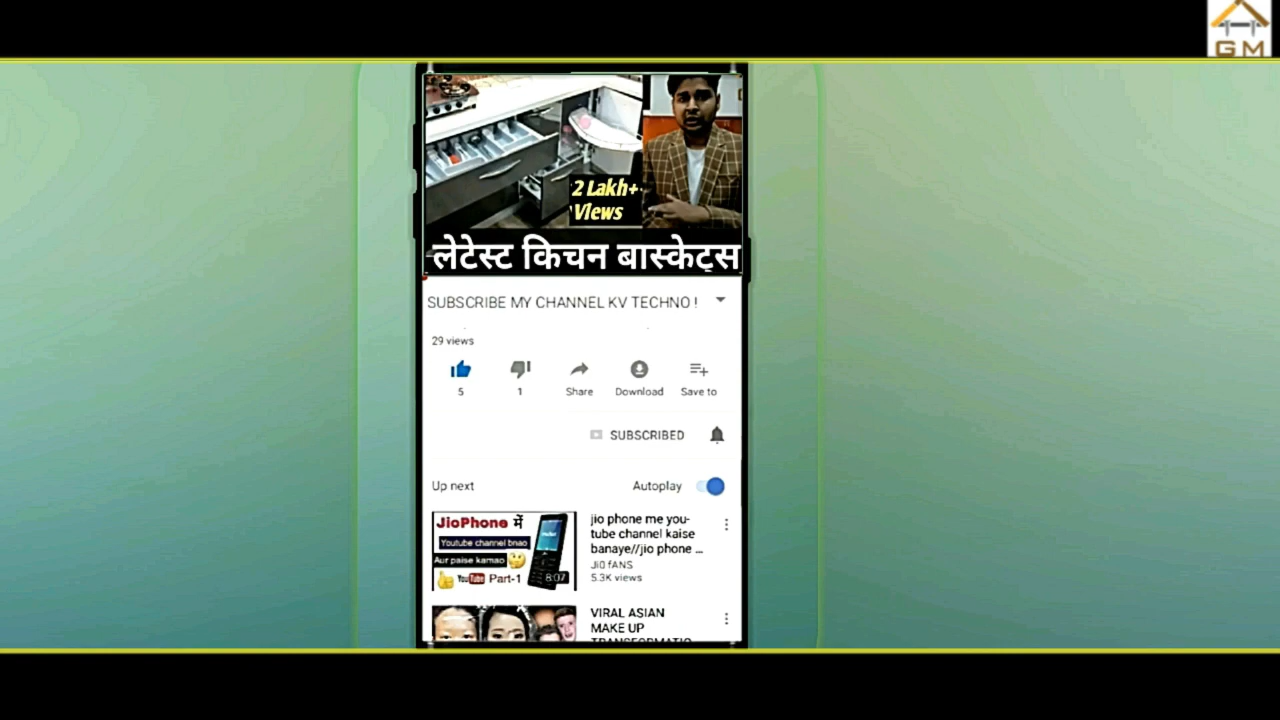 GM
2 Lakh+
Views
लेटेस्ट किचन बास्केट्स
SUBSCRIBE MY CHANNEL KV TECHNO !
29 views
5
1
Share
Download
Save to
SUBSCRIBED
Up next
Autoplay
JioPhone में
Youtube channel bnao
Aur paise kamao
YouTube Part-1
8:07
jio phone me you-
tube channel kaise
banaye//jio phone ...
JiO fANS
5.3K views
VIRAL ASIAN
MAKE UP
TRANSFORMATIO